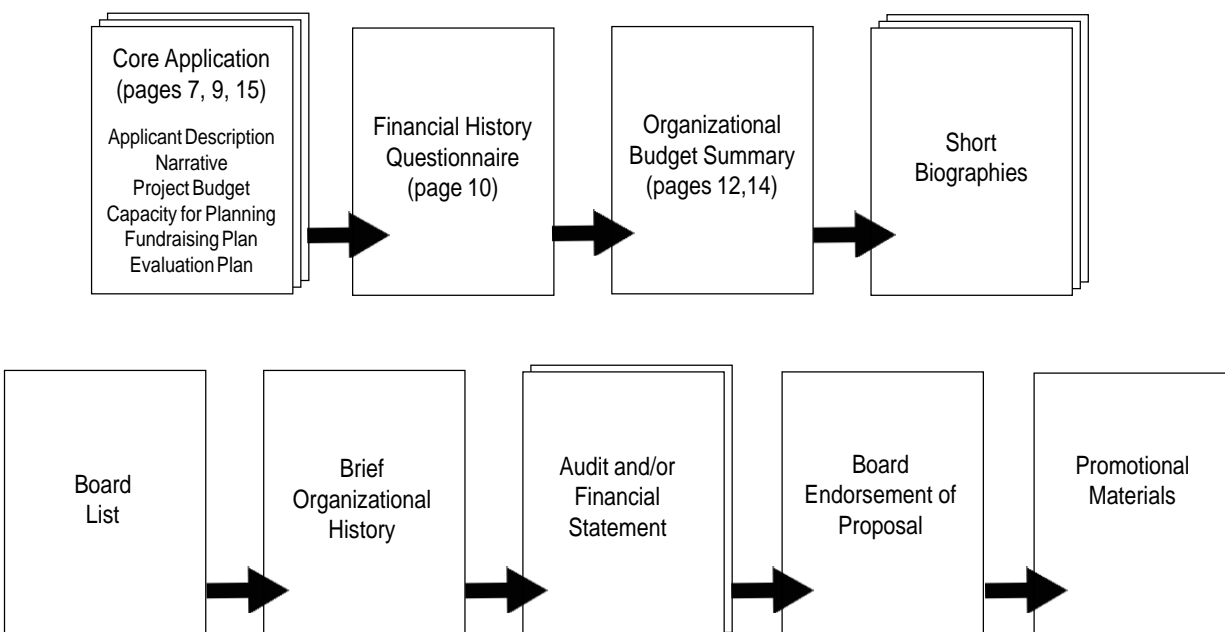 Core Application
(pages 7, 9, 15)
Applicant Description
Narrative
Project Budget
Capacity for Planning
Fundraising Plan
Evaluation Plan
Financial History
Questionnaire
(page 10)
Organizational
Budget Summary
(pages 12,14)
Short
Biographies
Board
List
Brief
Organizational
History
Audit and/or
Financial
Statement
Board
Endorsement of
Proposal
Promotional
Materials